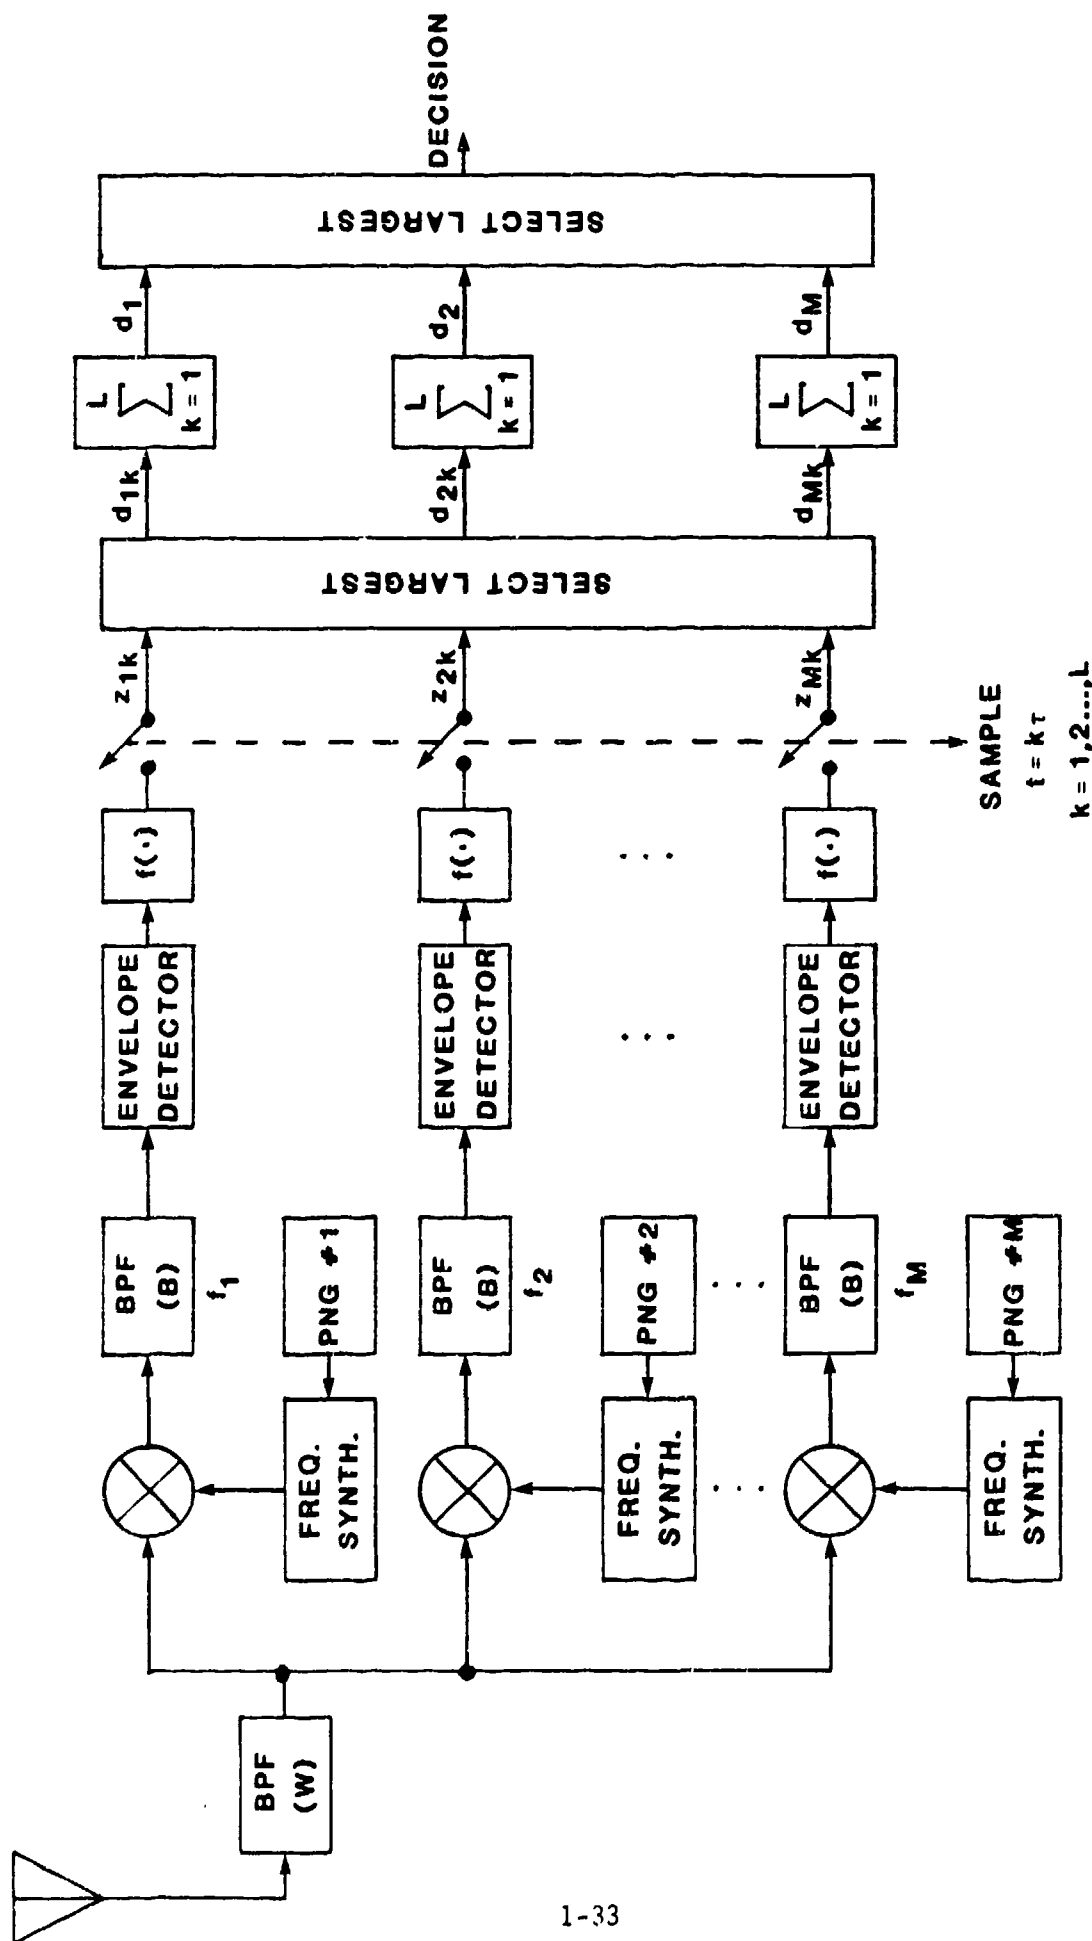 BPF
(W)
FREQ.
SYNTH.
PNG #1
BPF
(B)
f1
ENVELOPE
DETECTOR
f(·)
z1k
d1k
L
∑
k = 1
d1
FREQ.
SYNTH.
PNG #2
BPF
(B)
f2
ENVELOPE
DETECTOR
f(·)
z2k
SELECT LARGEST
d2k
L
∑
k = 1
d2
SELECT LARGEST
DECISION
. . .
. . .
. . .
. . .
FREQ.
SYNTH.
PNG #M
BPF
(B)
fM
ENVELOPE
DETECTOR
f(·)
zMk
dMk
L
∑
k = 1
dM
SAMPLE
t = kτ
k = 1,2...,L
1-33